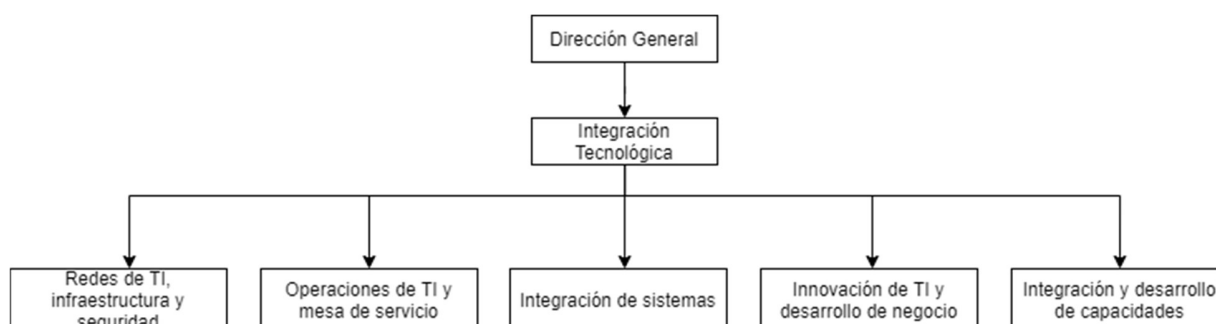 Dirección General
Integración
Tecnológica
Redes de TI,
infraestructura y
seguridad
Operaciones de TI y
mesa de servicio
Integración de sistemas
Innovación de TI y
desarrollo de negocio
Integración y desarrollo
de capacidades